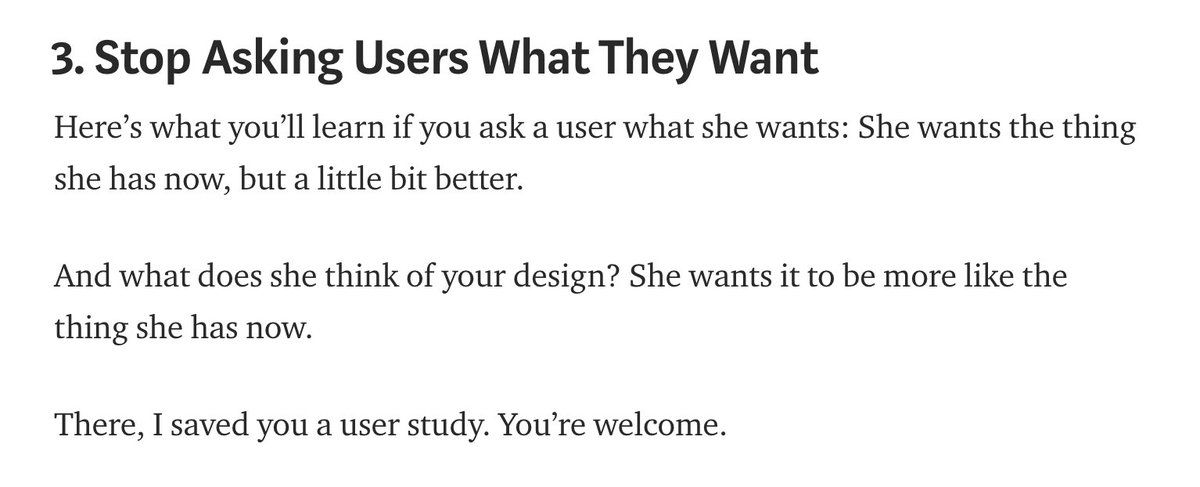 3. Stop Asking Users What They Want
Here’s what you’ll learn if you ask a user what she wants: She wants the thing
she has now, but a little bit better.
And what does she think of your design? She wants it to be more like the
thing she has now.
There, I saved you a user study. You’re welcome.